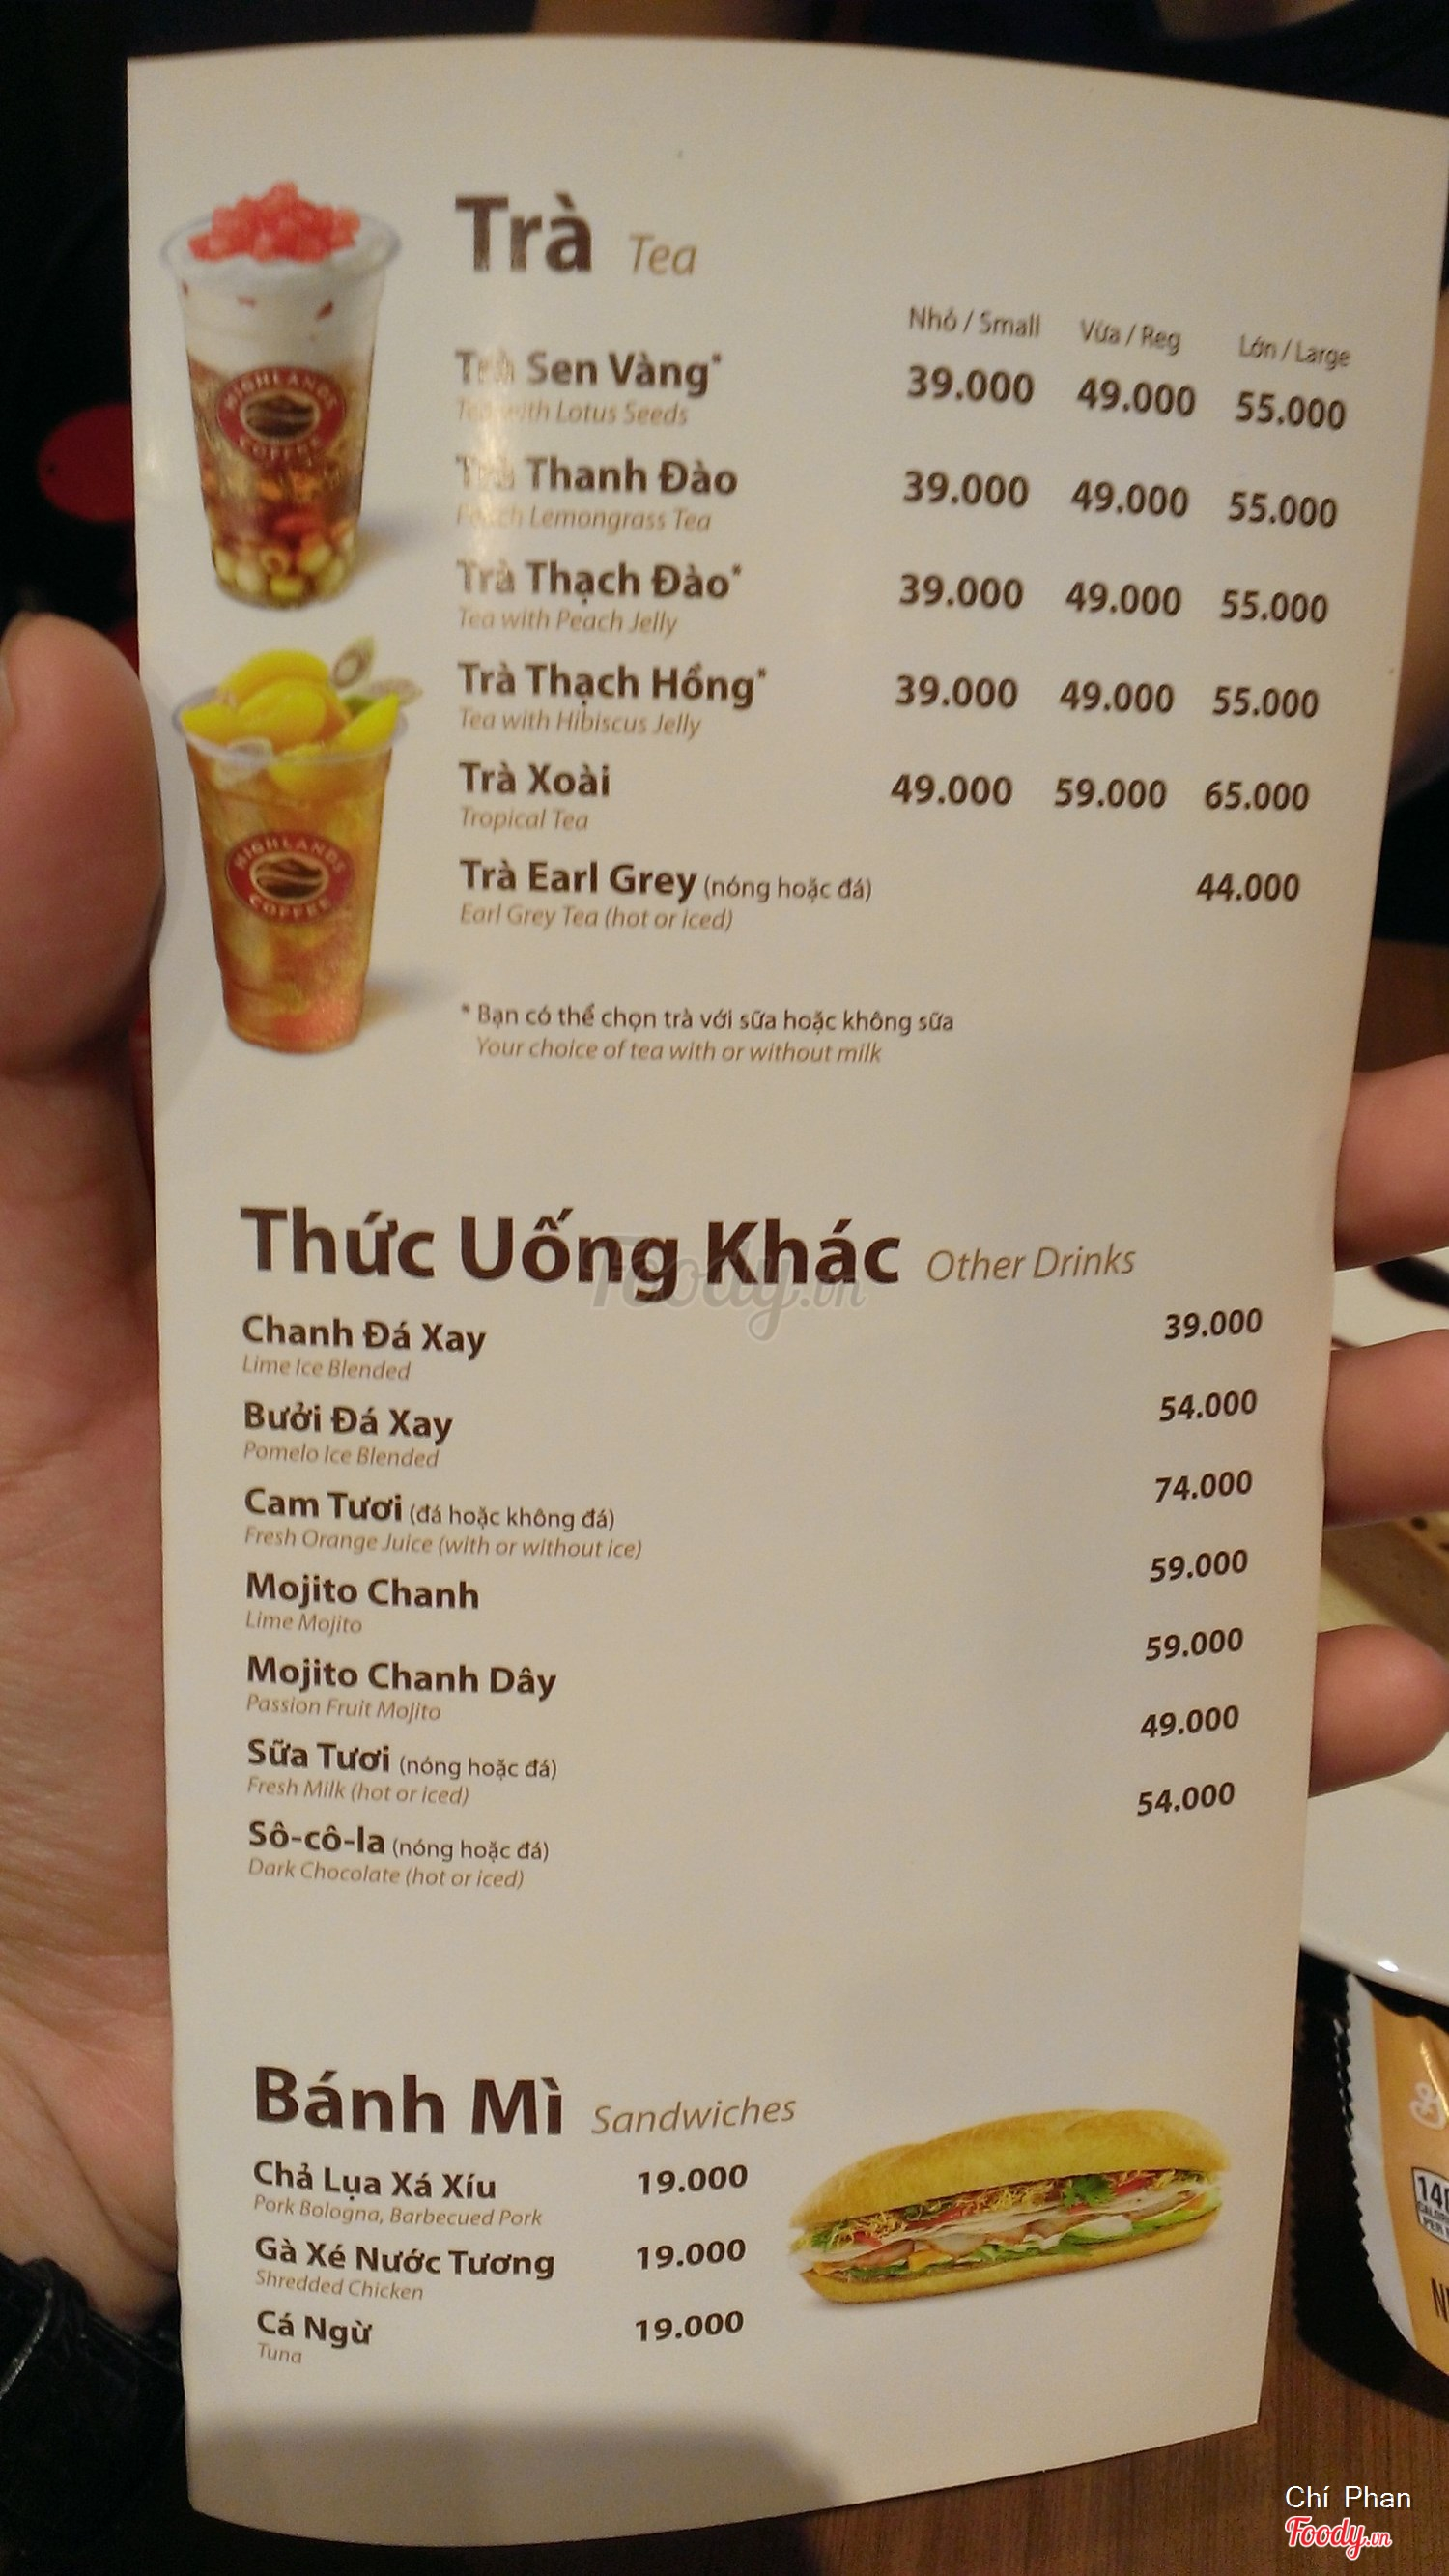 Trà Tea
Nhỏ / Small Vừa / Reg Lớn / Large
Trà Sen Vàng* 39.000 49.000 55.000
Tea with Lotus Seeds
Trà Thanh Đào 39.000 49.000 55.000
Peach Lemongrass Tea
Trà Thạch Đào* 39.000 49.000 55.000
Tea with Peach Jelly
Trà Thạch Hồng* 39.000 49.000 55.000
Tea with Hibiscus Jelly
Trà Xoài 49.000 59.000 65.000
Tropical Tea
Trà Earl Grey (nóng hoặc đá) 44.000
Earl Grey Tea (hot or iced)
* Bạn có thể chọn trà với sữa hoặc không sữa
Your choice of tea with or without milk
HIGHLANDS
COFFEE
HIGHLANDS
COFFEE
Thức Uống Khác Other Drinks
Foody.vn
Chanh Đá Xay 39.000
Lime Ice Blended
Bưởi Đá Xay 54.000
Pomelo Ice Blended
Cam Tươi (đá hoặc không đá) 74.000
Fresh Orange Juice (with or without ice)
Mojito Chanh 59.000
Lime Mojito
Mojito Chanh Dây 59.000
Passion Fruit Mojito
Sữa Tươi (nóng hoặc đá) 49.000
Fresh Milk (hot or iced)
Sô-cô-la (nóng hoặc đá) 54.000
Dark Chocolate (hot or iced)
Bánh Mì Sandwiches
Chả Lụa Xá Xíu 19.000
Pork Bologna, Barbecued Pork
Gà Xé Nước Tương 19.000
Shredded Chicken
Cá Ngừ 19.000
Tuna
Chí Phan
Foody.vn